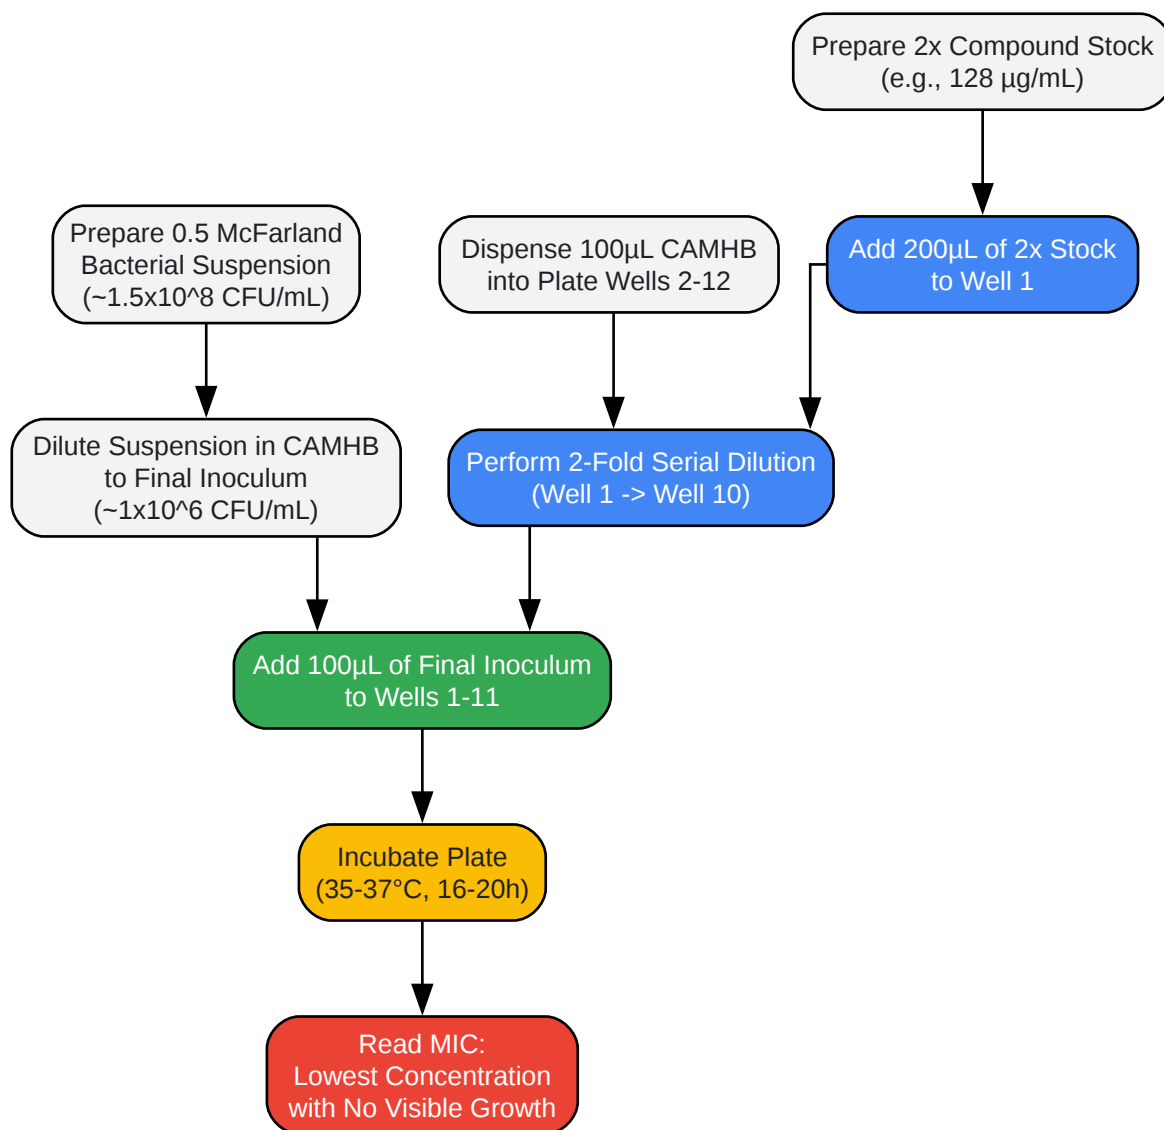 Prepare 2x Compound Stock
(e.g., 128 µg/mL)
Prepare 0.5 McFarland
Bacterial Suspension
(~1.5x10^8 CFU/mL)
Dispense 100µL CAMHB
into Plate Wells 2-12
Add 200µL of 2x Stock
to Well 1
Dilute Suspension in CAMHB
to Final Inoculum
(~1x10^6 CFU/mL)
Perform 2-Fold Serial Dilution
(Well 1 -> Well 10)
Add 100µL of Final Inoculum
to Wells 1-11
Incubate Plate
(35-37°C, 16-20h)
Read MIC:
Lowest Concentration
with No Visible Growth